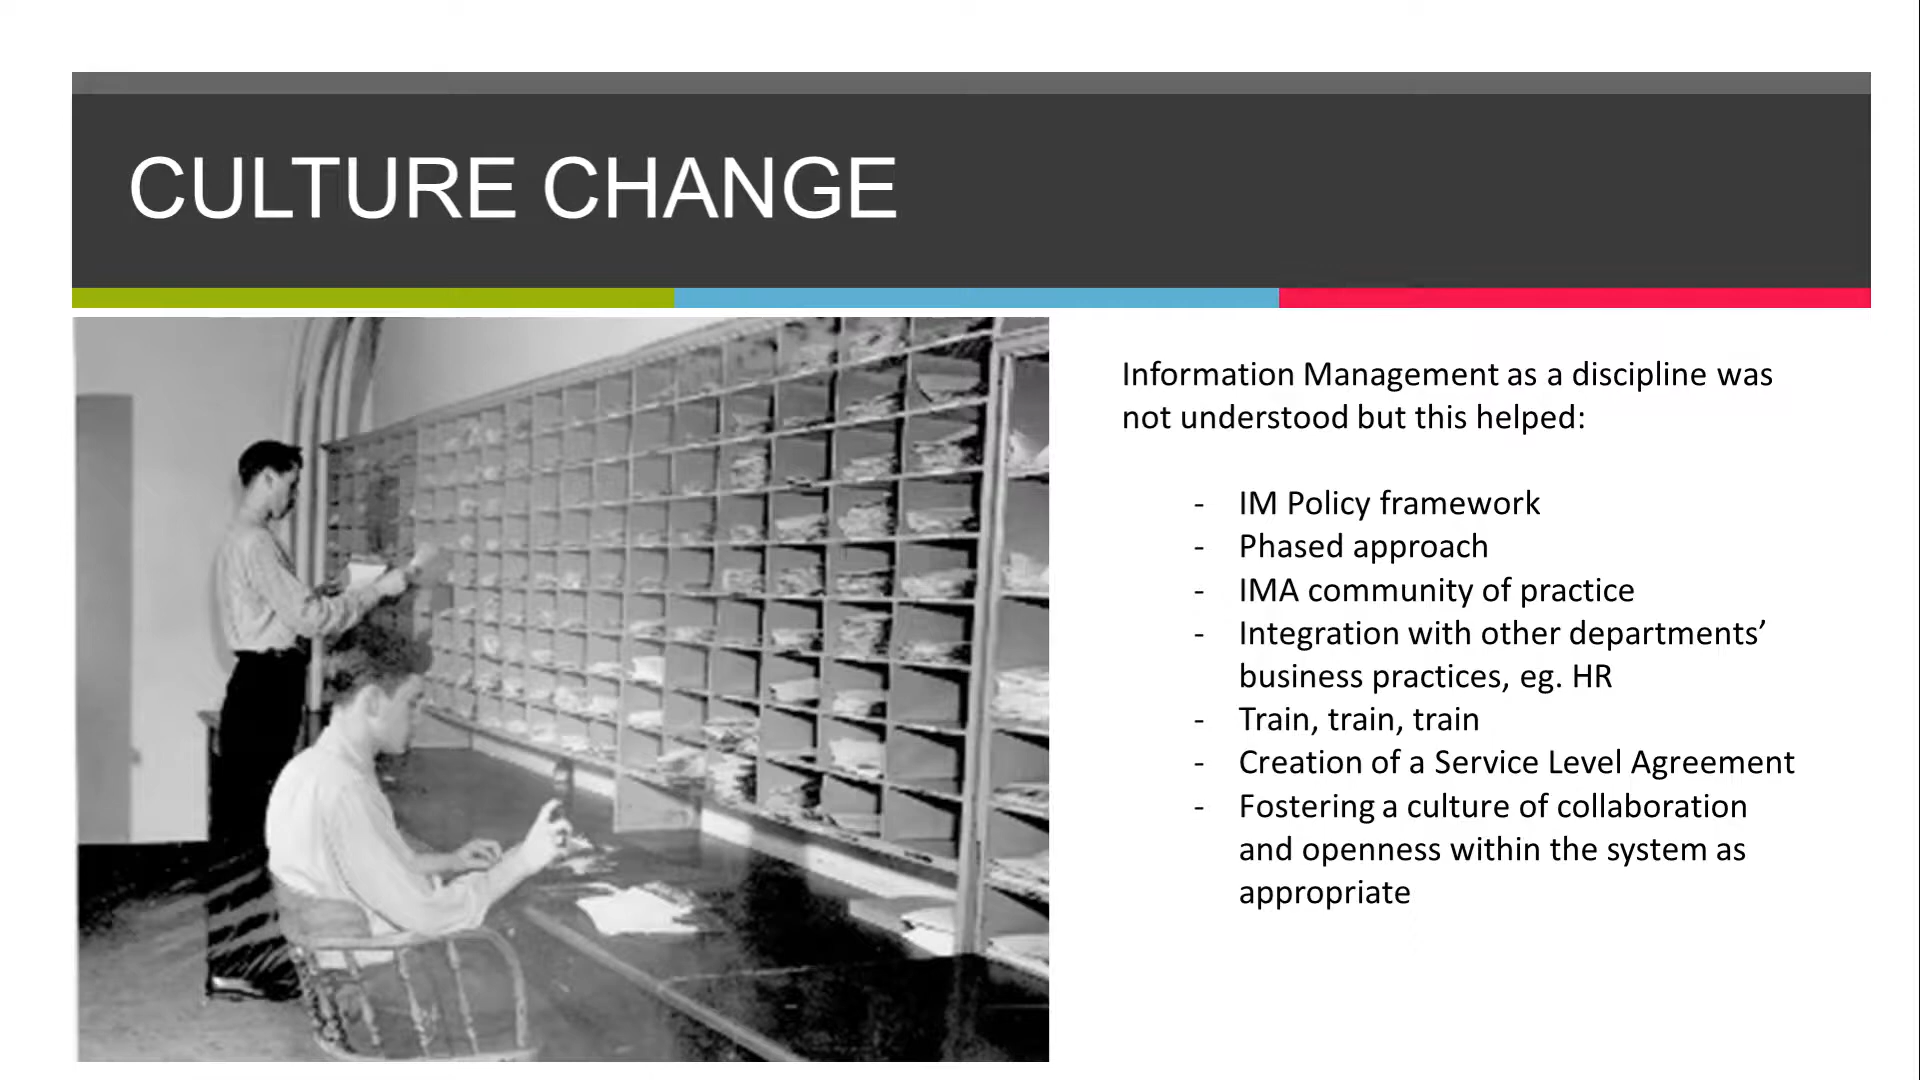 CULTURE CHANGE
Information Management as a discipline was
not understood but this helped:
- IM Policy framework
- Phased approach
- IMA community of practice
- Integration with other departments’
business practices, eg. HR
- Train, train, train
- Creation of a Service Level Agreement
- Fostering a culture of collaboration
and openness within the system as
appropriate